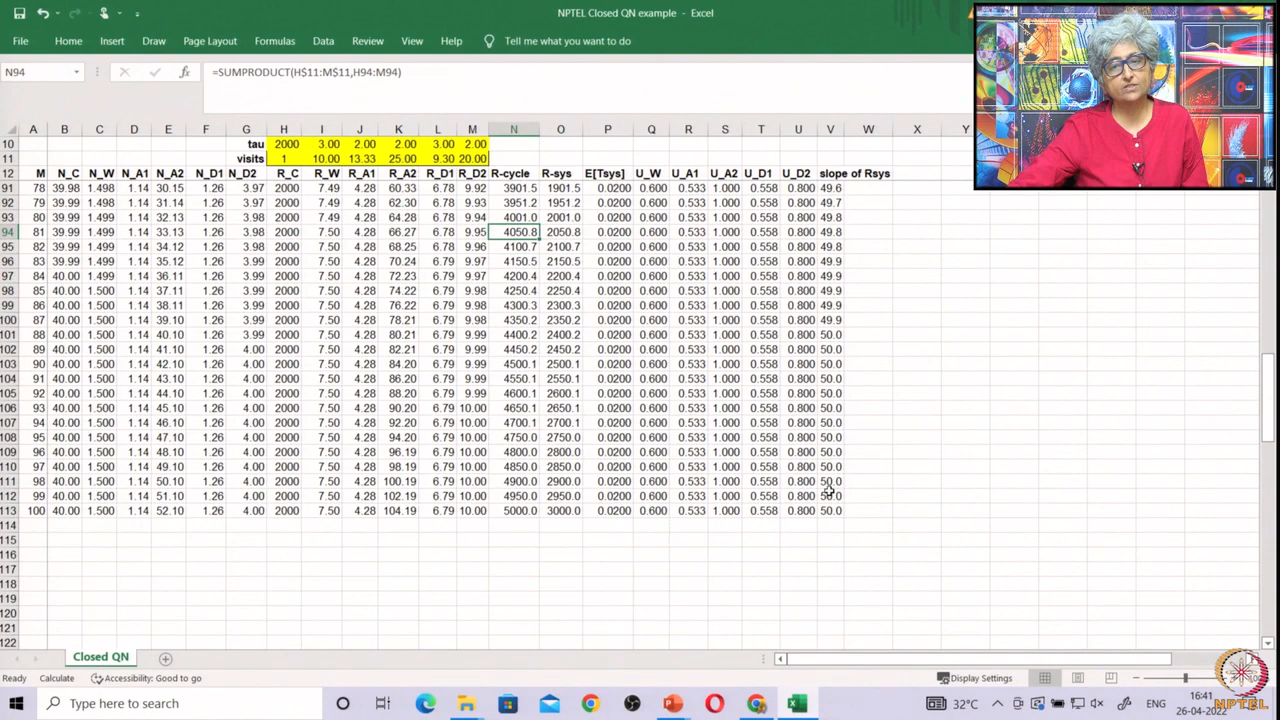 NPTEL Closed QN example - Excel
File Home Insert Draw Page Layout Formulas Data Review View Help Tell me what you want to do
N94 fx =SUMPRODUCT(H$11:M$11,H94:M94)
A B C D E F G H I J K L M N O P Q R S T U V W X Y
10 tau 2000 3.00 2.00 2.00 3.00 2.00
11 visits 1 10.00 13.33 25.00 9.30 20.00
12 M N_C N_W N_A1 N_A2 N_D1 N_D2 R_C R_W R_A1 R_A2 R_D1 R_D2 R-cycle R-sys E[Tsys] U_W U_A1 U_A2 U_D1 U_D2 slope of Rsys
91 78 39.98 1.498 1.14 30.15 1.26 3.97 2000 7.49 4.28 60.33 6.78 9.92 3901.5 1901.5 0.0200 0.600 0.533 1.000 0.558 0.800 49.6
92 79 39.99 1.498 1.14 31.14 1.26 3.97 2000 7.49 4.28 62.30 6.78 9.93 3951.2 1951.2 0.0200 0.600 0.533 1.000 0.558 0.800 49.7
93 80 39.99 1.499 1.14 32.13 1.26 3.98 2000 7.49 4.28 64.28 6.78 9.94 4001.0 2001.0 0.0200 0.600 0.533 1.000 0.558 0.800 49.8
94 81 39.99 1.499 1.14 33.13 1.26 3.98 2000 7.50 4.28 66.27 6.78 9.95 4050.8 2050.8 0.0200 0.600 0.533 1.000 0.558 0.800 49.8
95 82 39.99 1.499 1.14 34.12 1.26 3.98 2000 7.50 4.28 68.25 6.78 9.96 4100.7 2100.7 0.0200 0.600 0.533 1.000 0.558 0.800 49.8
96 83 39.99 1.499 1.14 35.12 1.26 3.99 2000 7.50 4.28 70.24 6.78 9.97 4150.5 2150.5 0.0200 0.600 0.533 1.000 0.558 0.800 49.9
97 84 40.00 1.499 1.14 36.11 1.26 3.99 2000 7.50 4.28 72.23 6.78 9.97 4200.4 2200.4 0.0200 0.600 0.533 1.000 0.558 0.800 49.9
98 85 40.00 1.500 1.14 37.11 1.26 3.99 2000 7.50 4.28 74.22 6.78 9.98 4250.4 2250.4 0.0200 0.600 0.533 1.000 0.558 0.800 49.9
99 86 40.00 1.500 1.14 38.11 1.26 3.99 2000 7.50 4.28 76.22 6.78 9.98 4300.3 2300.3 0.0200 0.600 0.533 1.000 0.558 0.800 49.9
100 87 40.00 1.500 1.14 39.10 1.26 3.99 2000 7.50 4.28 78.21 6.79 9.98 4350.2 2350.2 0.0200 0.600 0.533 1.000 0.558 0.800 49.9
101 88 40.00 1.500 1.14 40.10 1.26 3.99 2000 7.50 4.28 80.21 6.79 9.99 4400.2 2400.2 0.0200 0.600 0.533 1.000 0.558 0.800 50.0
102 89 40.00 1.500 1.14 41.10 1.26 4.00 2000 7.50 4.28 82.21 6.79 9.99 4450.2 2450.2 0.0200 0.600 0.533 1.000 0.558 0.800 50.0
103 90 40.00 1.500 1.14 42.10 1.26 4.00 2000 7.50 4.28 84.20 6.79 9.99 4500.1 2500.1 0.0200 0.600 0.533 1.000 0.558 0.800 50.0
104 91 40.00 1.500 1.14 43.10 1.26 4.00 2000 7.50 4.28 86.20 6.79 9.99 4550.1 2550.1 0.0200 0.600 0.533 1.000 0.558 0.800 50.0
105 92 40.00 1.500 1.14 44.10 1.26 4.00 2000 7.50 4.28 88.20 6.79 9.99 4600.1 2600.1 0.0200 0.600 0.533 1.000 0.558 0.800 50.0
106 93 40.00 1.500 1.14 45.10 1.26 4.00 2000 7.50 4.28 90.20 6.79 10.00 4650.1 2650.1 0.0200 0.600 0.533 1.000 0.558 0.800 50.0
107 94 40.00 1.500 1.14 46.10 1.26 4.00 2000 7.50 4.28 92.20 6.79 10.00 4700.1 2700.1 0.0200 0.600 0.533 1.000 0.558 0.800 50.0
108 95 40.00 1.500 1.14 47.10 1.26 4.00 2000 7.50 4.28 94.20 6.79 10.00 4750.0 2750.0 0.0200 0.600 0.533 1.000 0.558 0.800 50.0
109 96 40.00 1.500 1.14 48.10 1.26 4.00 2000 7.50 4.28 96.19 6.79 10.00 4800.0 2800.0 0.0200 0.600 0.533 1.000 0.558 0.800 50.0
110 97 40.00 1.500 1.14 49.10 1.26 4.00 2000 7.50 4.28 98.19 6.79 10.00 4850.0 2850.0 0.0200 0.600 0.533 1.000 0.558 0.800 50.0
111 98 40.00 1.500 1.14 50.10 1.26 4.00 2000 7.50 4.28 100.19 6.79 10.00 4900.0 2900.0 0.0200 0.600 0.533 1.000 0.558 0.800 50.0
112 99 40.00 1.500 1.14 51.10 1.26 4.00 2000 7.50 4.28 102.19 6.79 10.00 4950.0 2950.0 0.0200 0.600 0.533 1.000 0.558 0.800
113 100 40.00 1.500 1.14 52.10 1.26 4.00 2000 7.50 4.28 104.19 6.79 10.00 5000.0 3000.0 0.0200 0.600 0.533 1.000 0.558 0.800 50.0
114
115
116
117
118
119
120
121
122
Closed QN
Ready Calculate Accessibility: Good to go Display Settings
Type here to search 32°C ENG 16:41 26-04-2022
NPTEL